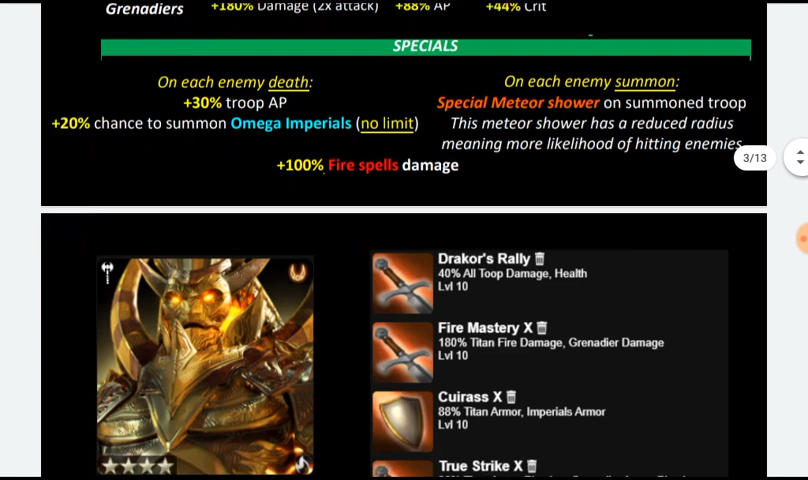 Grenadiers +180% Damage (2x attack) +88% AP +44% Crit
SPECIALS
On each enemy death:
+30% troop AP
+20% chance to summon Omega Imperials (no limit)
On each enemy summon:
Special Meteor shower on summoned troop
This meteor shower has a reduced radius
meaning more likelihood of hitting enemies
+100% Fire spells damage
3/13
Drakor's Rally
40% All Toop Damage, Health
Lvl 10
Fire Mastery X
180% Titan Fire Damage, Grenadier Damage
Lvl 10
Cuirass X
88% Titan Armor, Imperials Armor
Lvl 10
True Strike X